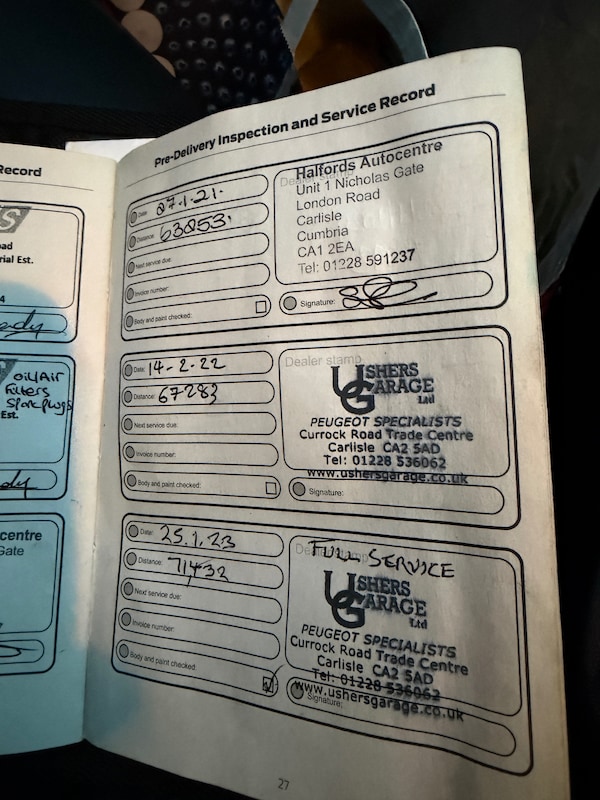 Record
S
oad
rial Est.
4
oil/Air
Filters
Spark plugs
Est.
centre
Gate
Pre-Delivery Inspection and Service Record
Date: 07.1.21.
Distance: 63053.
Next service due:
Invoice number:
Body and paint checked:
Dealer stamp
Halfords Autocentre
Unit 1 Nicholas Gate
London Road
Carlisle
Cumbria
CA1 2EA
Tel: 01228 591237
Signature:
Date: 14-2-22
Distance: 67283
Next service due:
Invoice number:
Body and paint checked:
Dealer stamp
USHERS
GARAGE
Ltd
PEUGEOT SPECIALISTS
Currock Road Trade Centre
Carlisle CA2 5AD
Tel: 01228 536062
www.ushersgarage.co.uk
Signature:
Date: 25.1.23
Distance: 71,432
Next service due:
Invoice number:
Body and paint checked:
Dealer stamp
FULL SERVICE
USHERS
GARAGE
Ltd
PEUGEOT SPECIALISTS
Currock Road Trade Centre
Carlisle CA2 5AD
Tel: 01228 536062
www.ushersgarage.co.uk
Signature:
27